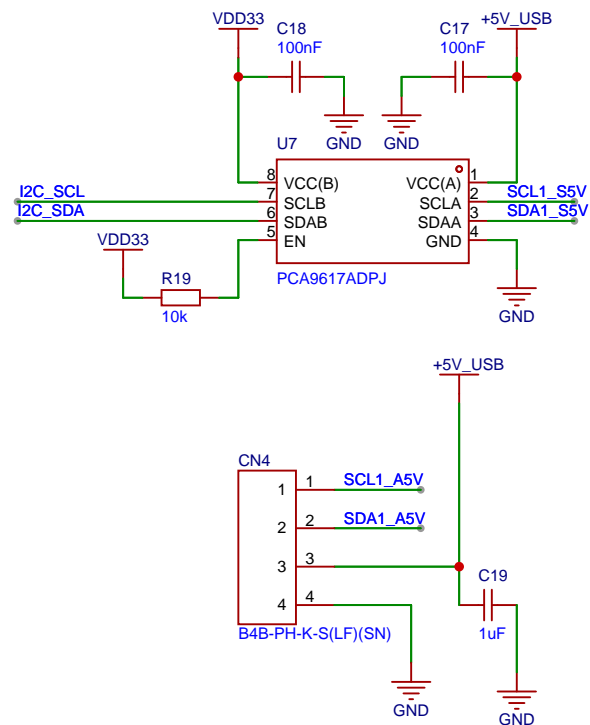 VDD33
C18
100nF
GND
C17
100nF
+5V_USB
GND
U7
I2C_SCL
I2C_SDA
8 VCC(B)
7 SCLB
6 SDAB
5 EN
VCC(A) 1
SCLA 2
SDAA 3
GND 4
SCL1_S5V
SDA1_S5V
PCA9617ADPJ
VDD33
R19
10k
GND
+5V_USB
CN4
1 1 SCL1_A5V
2 2 SDA1_A5V
3 3
4 4
B4B-PH-K-S(LF)(SN)
C19
1uF
GND
GND